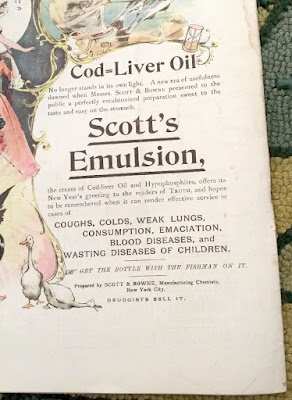 Cod=Liver Oil
No longer stands in its own light. A new era of usefulness
dawned when Messrs. Scott & Bowne presented to the
public a perfectly emulsionized preparation sweet to the
taste and easy on the stomach.
Scott's
Emulsion,
the cream of Cod-liver Oil and Hypophosphites, offers its
New Year's greeting to the readers of TRUTH, and hopes
to be remembered when it can render effective service in
cases of
COUGHS, COLDS, WEAK LUNGS,
CONSUMPTION, EMACIATION,
BLOOD DISEASES, and
WASTING DISEASES OF CHILDREN.
GET THE BOTTLE WITH THE FISHMAN ON IT.
Prepared by SCOTT & BOWNE, Manufacturing Chemists,
New York City.
DRUGGISTS SELL IT.